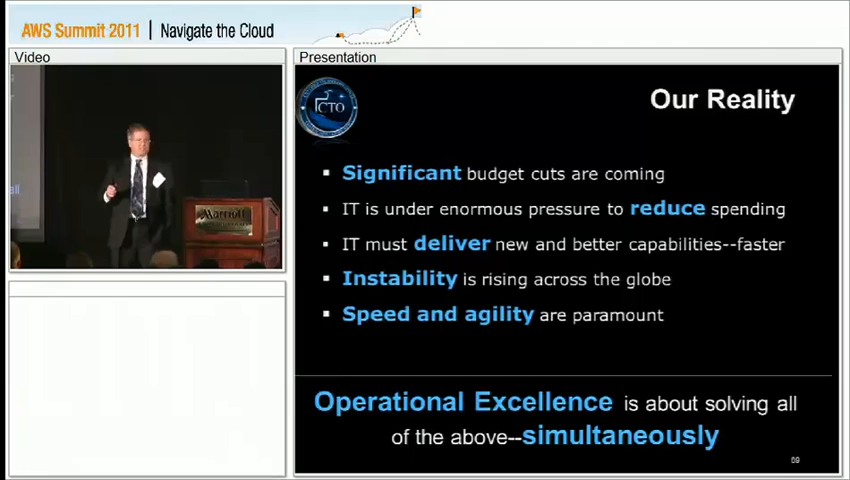 AWS Summit 2011 | Navigate the Cloud
Video
Presentation
Marriott
CTO
Our Reality
▪ Significant budget cuts are coming
▪ IT is under enormous pressure to reduce spending
▪ IT must deliver new and better capabilities--faster
▪ Instability is rising across the globe
▪ Speed and agility are paramount
Operational Excellence is about solving all
of the above--simultaneously
59